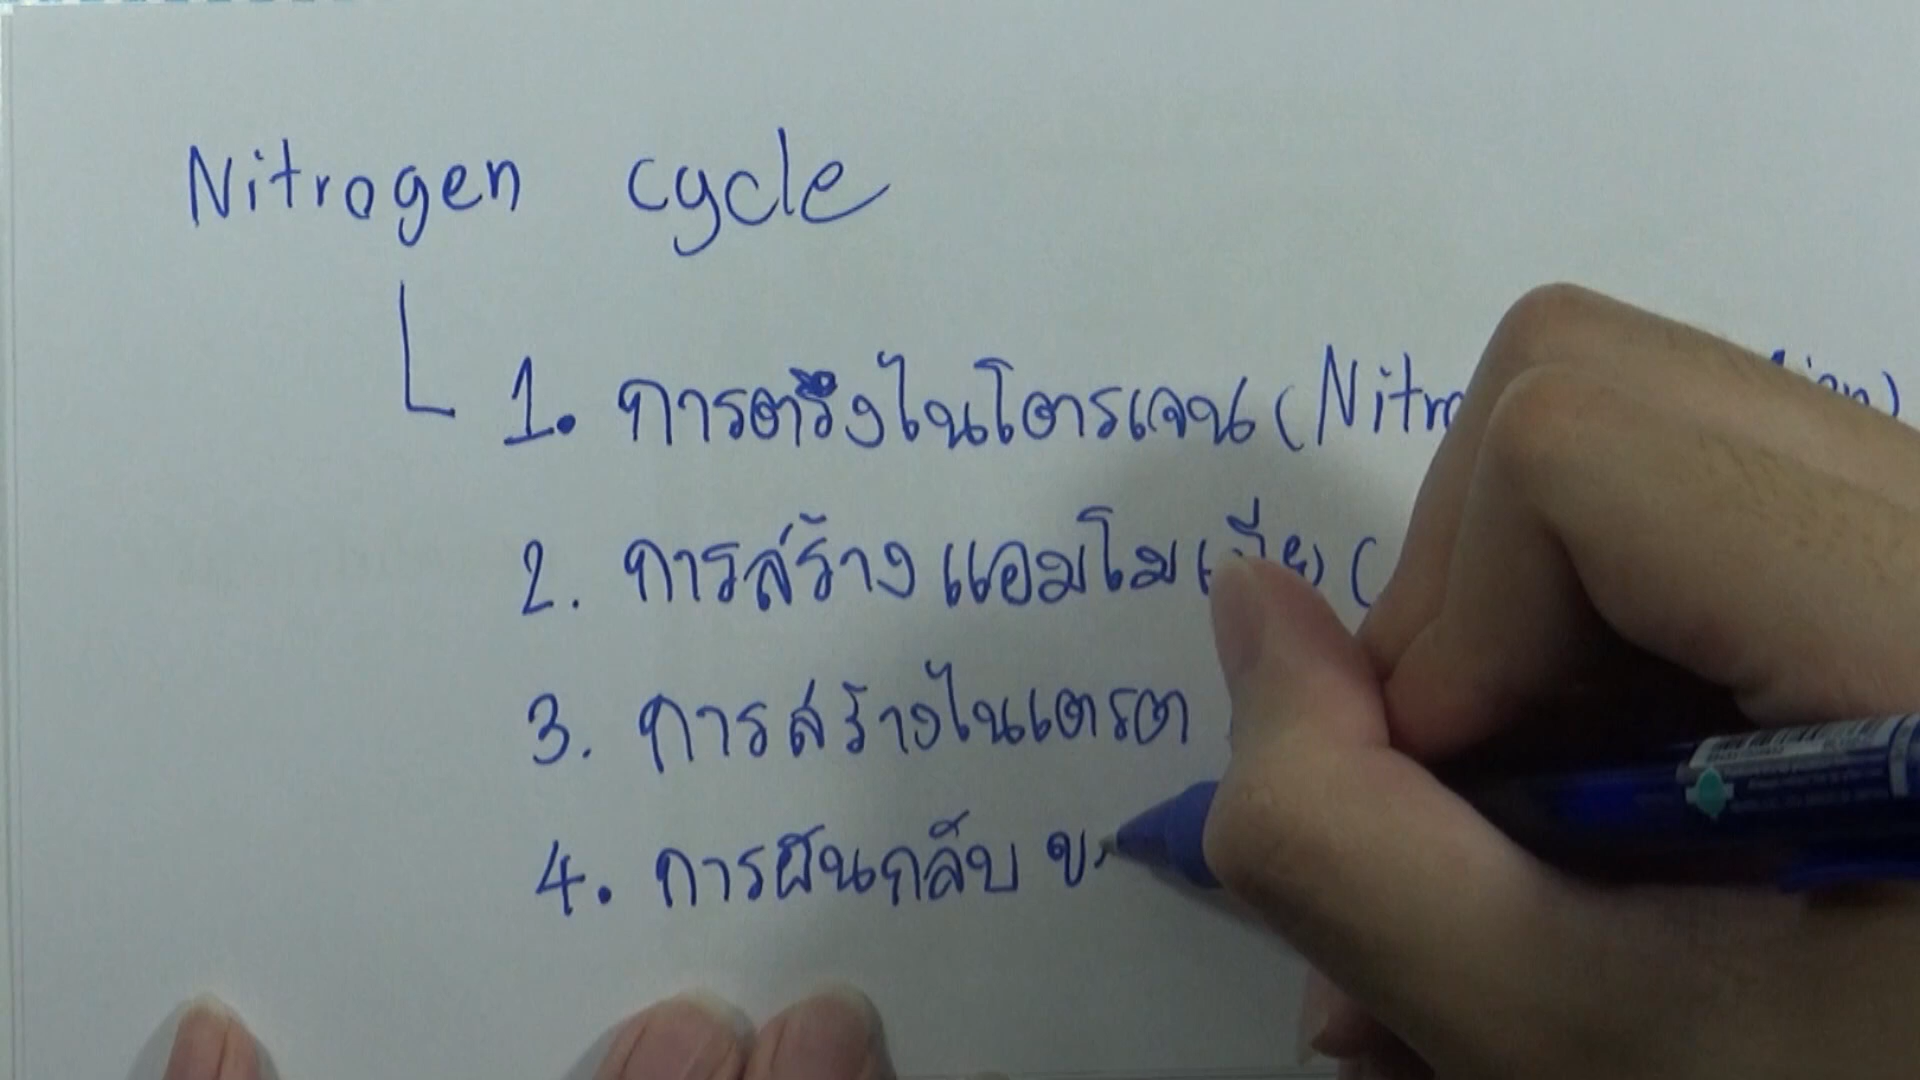 Nitrogen cycle
1. การตรึงไนโตรเจน (
2. การสร้างแอมโมเนีย (
3. การสร้างไนเตรต
4. การผันกลับ